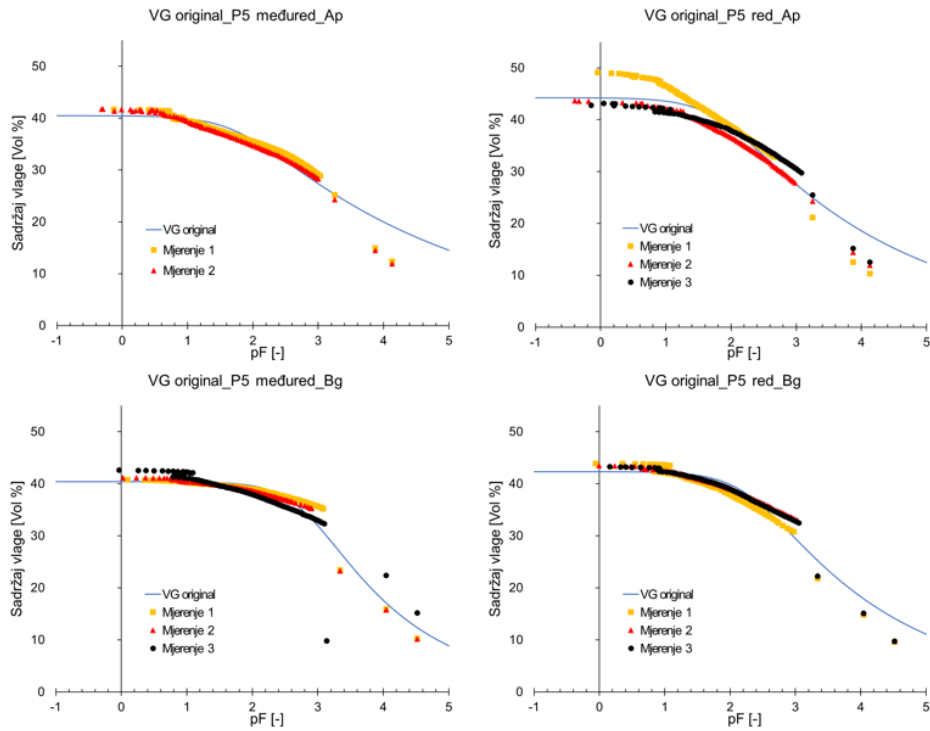 VG original_P5 međured_Ap
Sadržaj vlage [Vol %]
50
40
30
20
10
0
VG original
Mjerenje 1
Mjerenje 2
-1 0 1 2 3 4 5
pF [-]
VG original_P5 red_Ap
Sadržaj vlage [Vol %]
50
40
30
20
10
0
VG original
Mjerenje 1
Mjerenje 2
Mjerenje 3
-1 0 1 2 3 4 5
pF [-]
VG original_P5 međured_Bg
Sadržaj vlage [Vol %]
50
40
30
20
10
0
VG original
Mjerenje 1
Mjerenje 2
Mjerenje 3
-1 0 1 2 3 4 5
pF [-]
VG original_P5 red_Bg
Sadržaj vlage [Vol %]
50
40
30
20
10
0
VG original
Mjerenje 1
Mjerenje 2
Mjerenje 3
-1 0 1 2 3 4 5
pF [-]